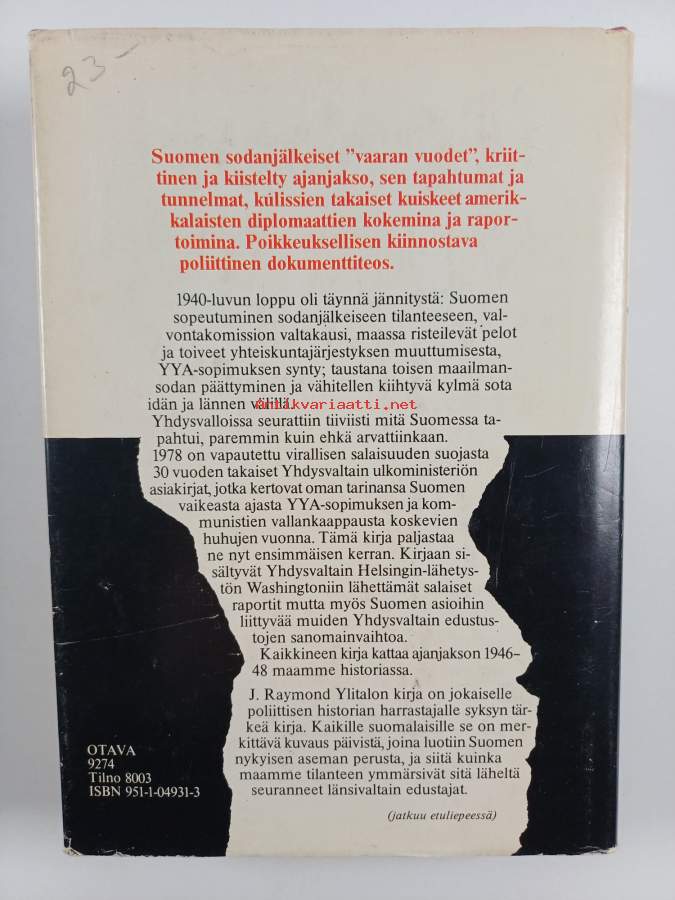 23-
Suomen sodanjälkeiset ”vaaran vuodet”, kriit-
tinen ja kiistelty ajanjakso, sen tapahtumat ja
tunnelmat, kulissien takaiset kuiskeet amerik-
kalaisten diplomaattien kokemina ja rapor-
toimina. Poikkeuksellisen kiinnostava
poliittinen dokumenttiteos.
1940-luvun loppu oli täynnä jännitystä: Suomen
sopeutuminen sodanjälkeiseen tilanteeseen, val-
vontakomission valtakausi, maassa risteilevät pelot
ja toiveet yhteiskuntajärjestyksen muuttumisesta,
YYA-sopimuksen synty; taustana toisen maailman-
sodan päättyminen ja vähitellen kiihtyvä kylmä sota
idän ja lännen välillä.
Antikvariaatti.net
Yhdysvalloissa seurattiin tiiviisti mitä Suomessa ta-
pahtui, paremmin kuin ehkä arvattiinkaan.
1978 on vapautettu virallisen salaisuuden suojasta
30 vuoden takaiset Yhdysvaltain ulkoministeriön
asiakirjat, jotka kertovat oman tarinansa Suomen
vaikeasta ajasta YYA-sopimuksen ja kom-
munistien vallankaappausta koskevien
huhujen vuonna. Tämä kirja paljastaa
ne nyt ensimmäisen kerran. Kirjaan si-
sältyvät Yhdysvaltain Helsingin-lähetys-
tön Washingtoniin lähettämät salaiset
raportit mutta myös Suomen asioihin
liittyvää muiden Yhdysvaltain edustus-
tojen sanomainvaihtoa.
Kaikkineen kirja kattaa ajanjakson 1946–
48 maamme historiassa.
J. Raymond Ylitalon kirja on jokaiselle
poliittisen historian harrastajalle syksyn tär-
keä kirja. Kaikille suomalaisille se on mer-
kittävä kuvaus päivistä, joina luotiin Suomen
nykyisen aseman perusta, ja siitä kuinka
maamme tilanteen ymmärsivät sitä läheltä
seuranneet länsivaltain edustajat.
(jatkuu etuliepeessä)
OTAVA
9274
Tilno 8003
ISBN 951-1-04931-3